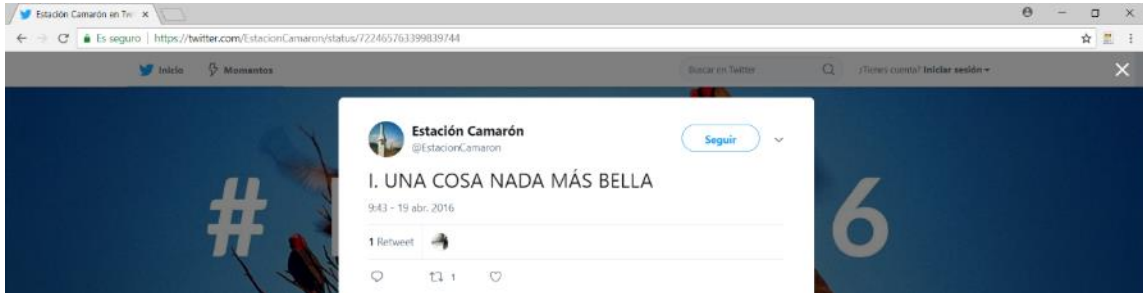 Estación Camarón en Tw
Es seguro | https://twitter.com/EstacionCamaron/status/722465763399839744
Inicio Momentos Buscar en Twitter ¿Tienes cuenta? Iniciar sesión
Estación Camarón Seguir
@EstacionCamaron
I. UNA COSA NADA MÁS BELLA
9:43 - 19 abr. 2016
# 6
1 Retweet
1